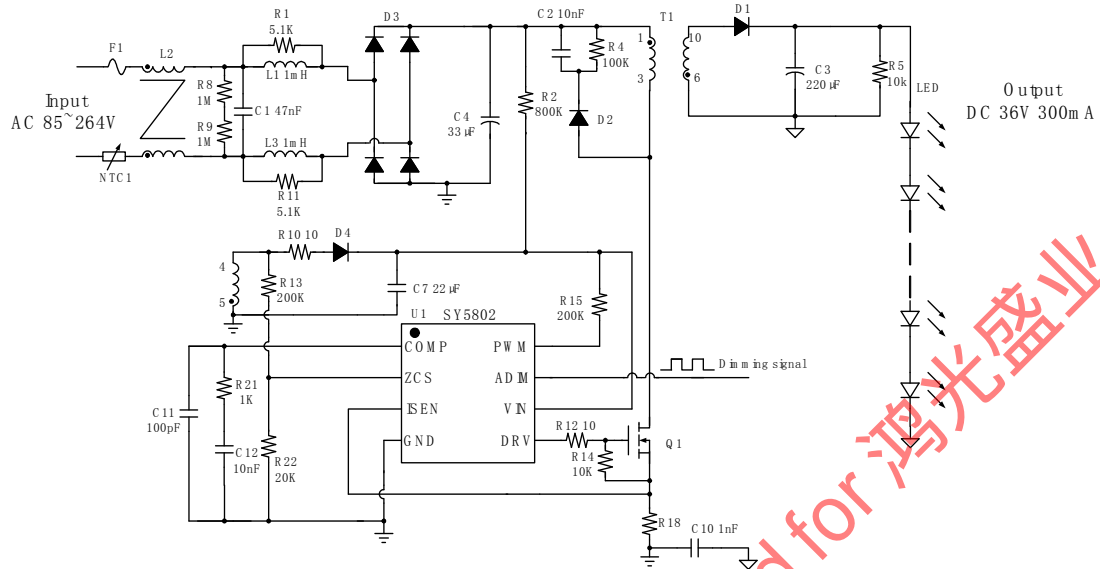 F1
L2
R1
5.1K
L1 1mH
D3
R8
1M
R9
1M
C1 47nF
L3 1mH
R11
5.1K
NTC1
Input
AC 85~264V
C4
33μF
R2
800K
C2 10nF
R4
100K
D2
T1
1
3
10
6
D1
C3
220μF
R5
10k
LED
Output
DC 36V 300mA
4
5
R10 10
D4
R13
200K
C7 22μF
R15
200K
U1
SY5802
COMP
ZCS
ISEN
GND
PWM
ADIM
VIN
DRV
Dimming signal
R21
1K
C11
100pF
C12
10nF
R22
20K
R12 10
R14
10K
Q1
R18
C10 1nF
d for 鸿光盛业